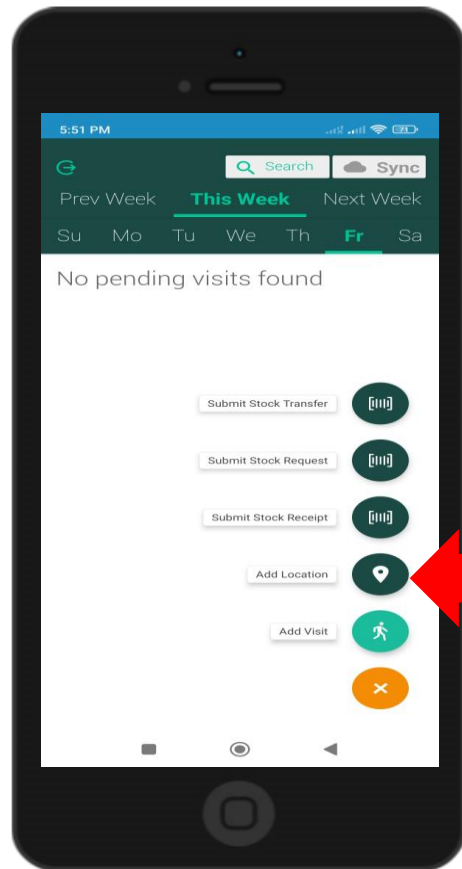 5:51 PM 71
Search Sync
Prev Week This Week Next Week
Su Mo Tu We Th Fr Sa
No pending visits found
Submit Stock Transfer
Submit Stock Request
Submit Stock Receipt
Add Location
Add Visit